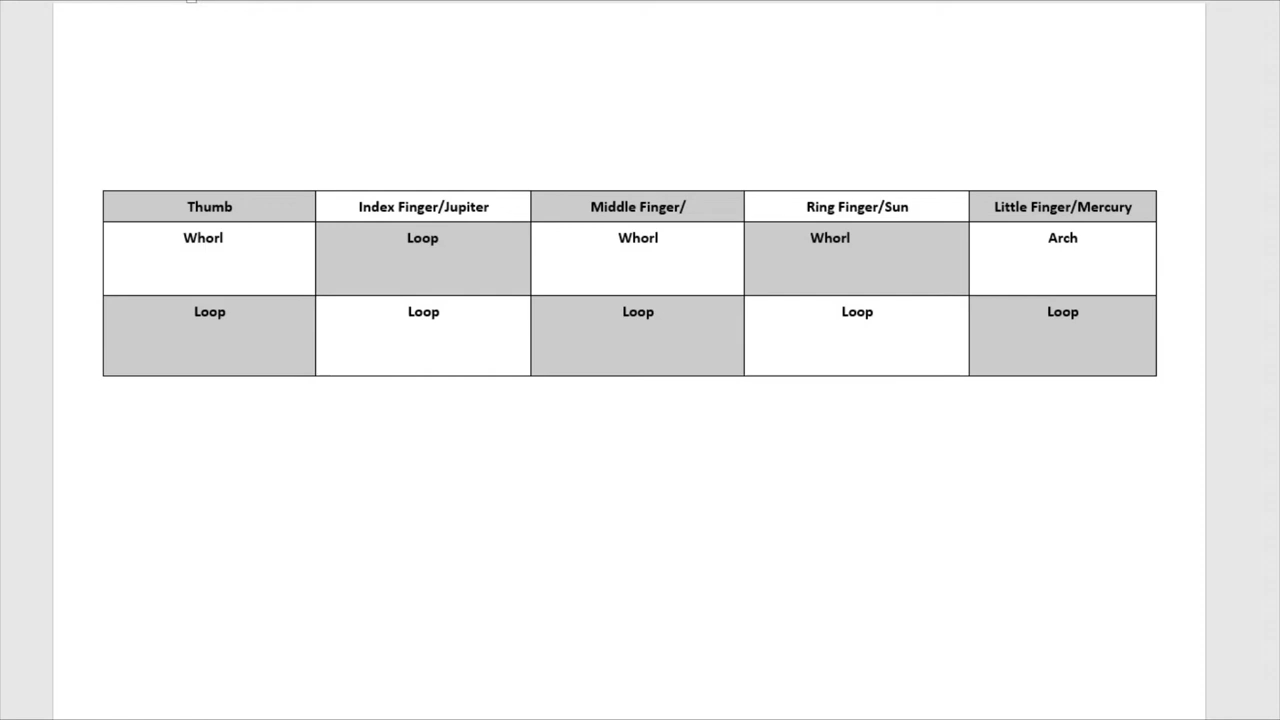 Thumb Index Finger/Jupiter Middle Finger/ Ring Finger/Sun Little Finger/Mercury
Whorl Loop Whorl Whorl Arch
Loop Loop Loop Loop Loop